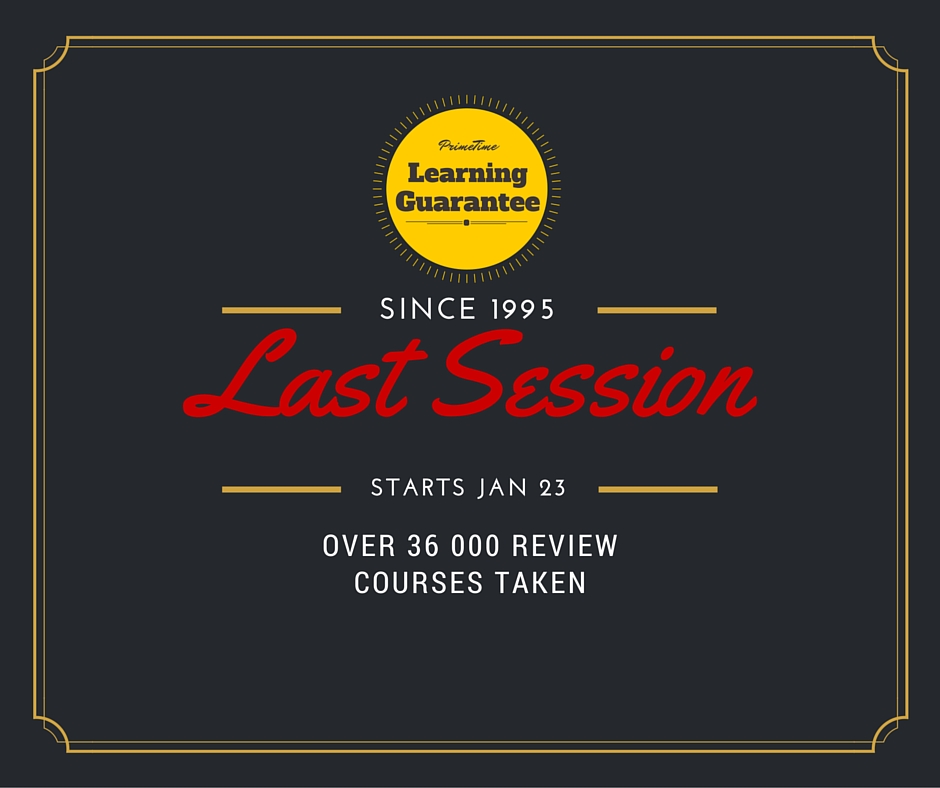 PrimeTime
Learning
Guarantee
SINCE 1995
Last Session
STARTS JAN 23
OVER 36 000 REVIEW
COURSES TAKEN